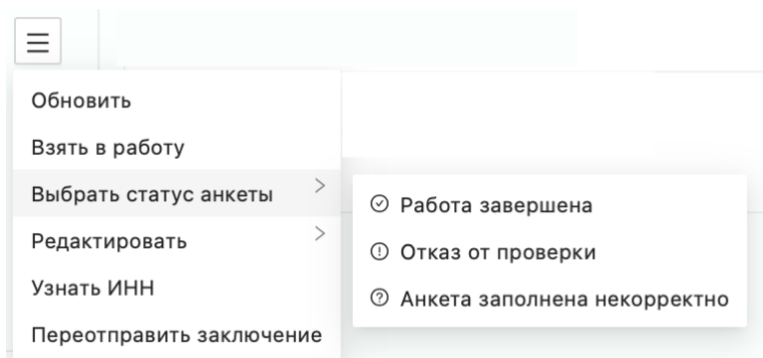 Обновить
Взять в работу
Выбрать статус анкеты
Работа завершена
Отказ от проверки
Анкета заполнена некорректно
Редактировать
Узнать ИНН
Переотправить заключение